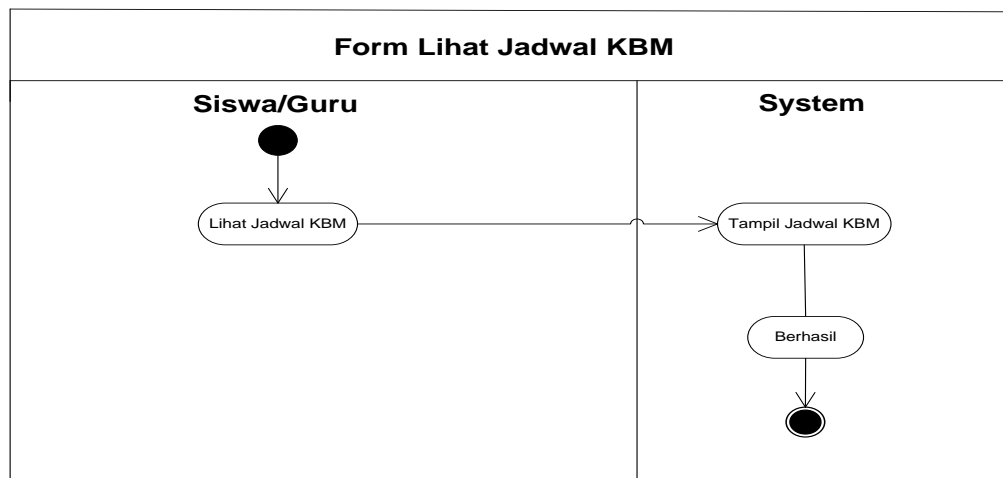 Form Lihat Jadwal KBM
Siswa/Guru
System
Lihat Jadwal KBM
Tampil Jadwal KBM
Berhasil